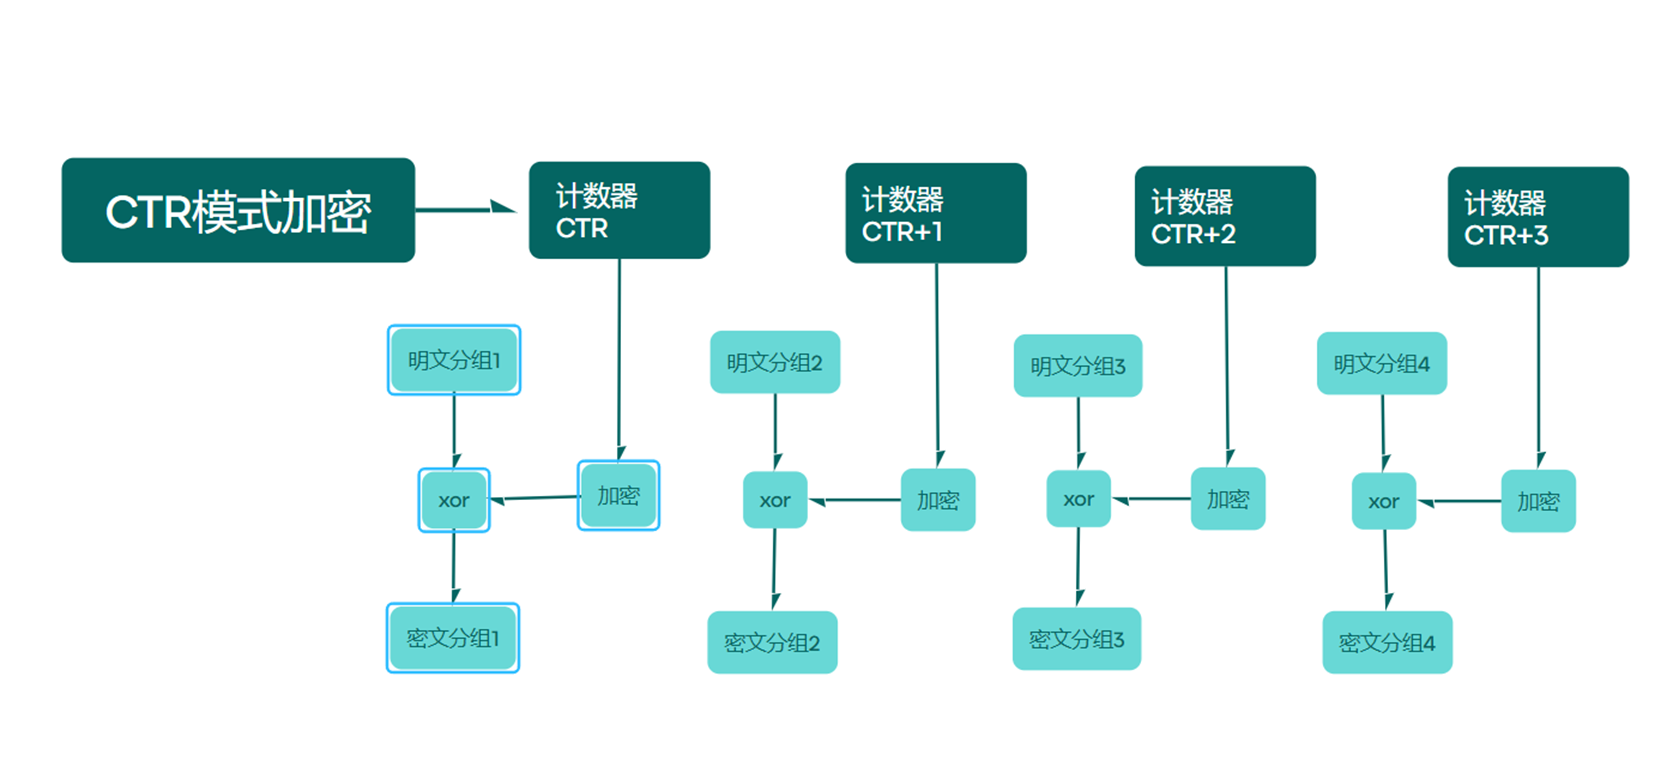 CTR模式加密
计数器
CTR
计数器
CTR+1
计数器
CTR+2
计数器
CTR+3
明文分组1
明文分组2
明文分组3
明文分组4
xor
加密
xor
加密
xor
加密
xor
加密
密文分组1
密文分组2
密文分组3
密文分组4